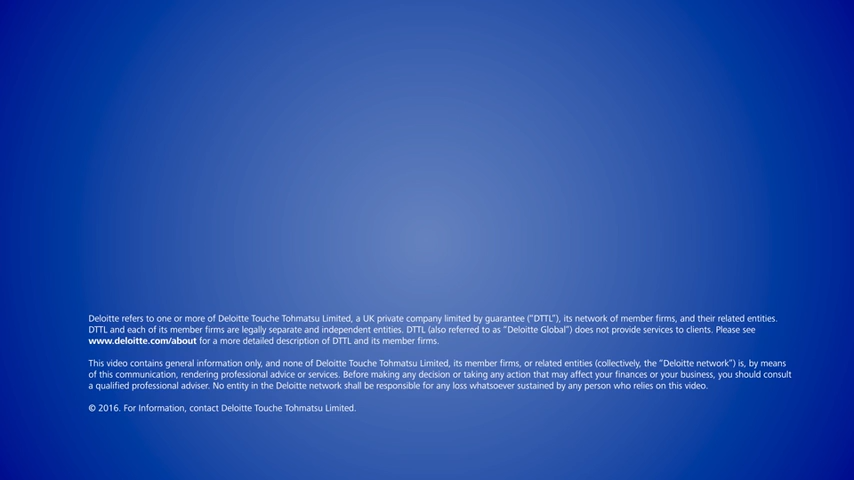 Deloitte refers to one or more of Deloitte Touche Tohmatsu Limited, a UK private company limited by guarantee (“DTTL”), its network of member firms, and their related entities.
DTTL and each of its member firms are legally separate and independent entities. DTTL (also referred to as “Deloitte Global”) does not provide services to clients. Please see
www.deloitte.com/about for a more detailed description of DTTL and its member firms.
This video contains general information only, and none of Deloitte Touche Tohmatsu Limited, its member firms, or related entities (collectively, the “Deloitte network”) is, by means
of this communication, rendering professional advice or services. Before making any decision or taking any action that may affect your finances or your business, you should consult
a qualified professional adviser. No entity in the Deloitte network shall be responsible for any loss whatsoever sustained by any person who relies on this video.
© 2016. For Information, contact Deloitte Touche Tohmatsu Limited.